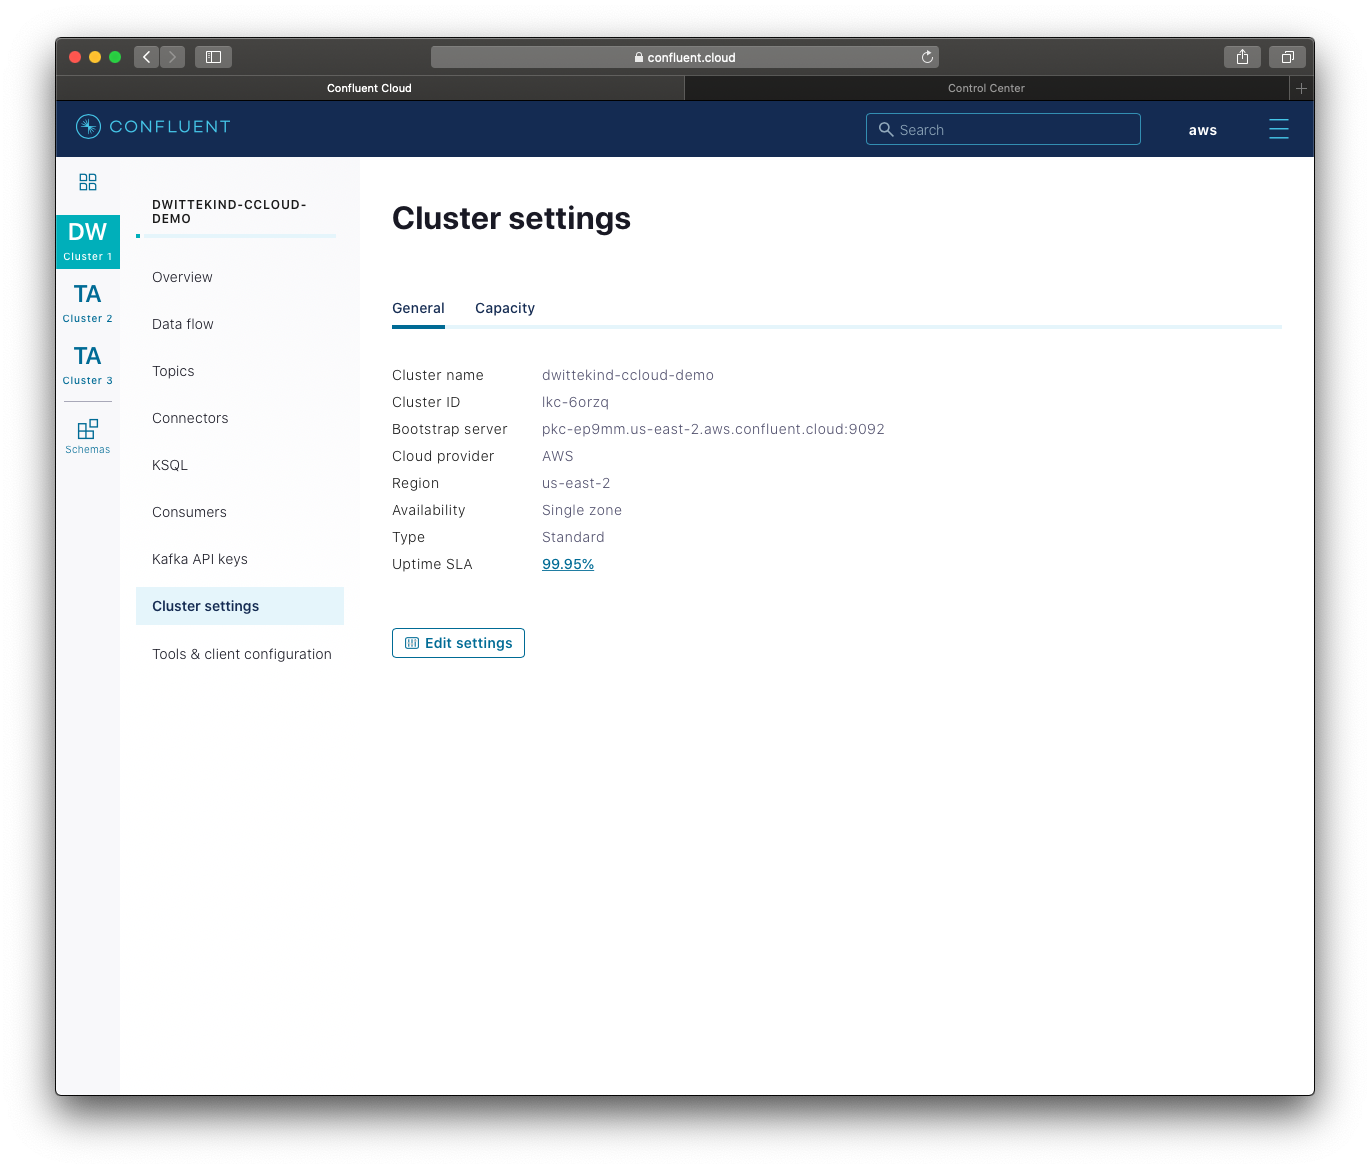 confluent.cloud
Confluent Cloud
Control Center
CONFLUENT
Search
aws
DW
Cluster 1
TA
Cluster 2
TA
Cluster 3
Schemas
DWITTEKIND-CCLOUD-
DEMO
Overview
Data flow
Topics
Connectors
KSQL
Consumers
Kafka API keys
Cluster settings
Tools & client configuration
Cluster settings
General Capacity
Cluster name dwittekind-ccloud-demo
Cluster ID lkc-6orzq
Bootstrap server pkc-ep9mm.us-east-2.aws.confluent.cloud:9092
Cloud provider AWS
Region us-east-2
Availability Single zone
Type Standard
Uptime SLA 99.95%
Edit settings